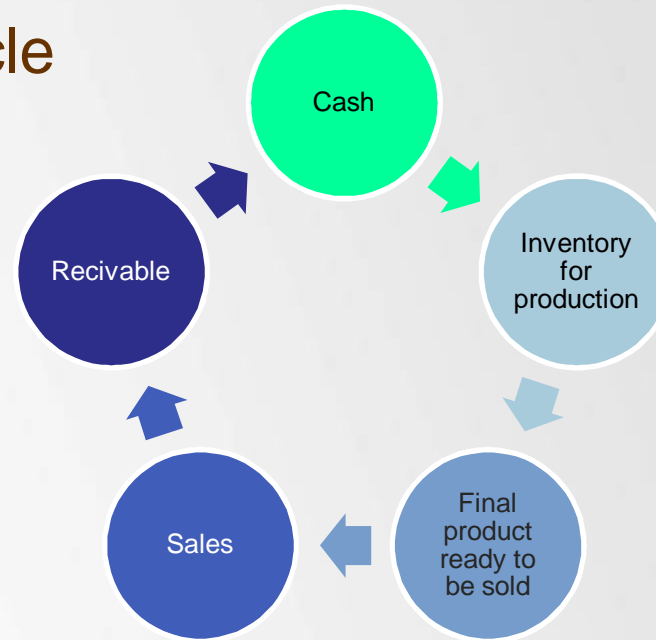 cle
Cash
Inventory
for
production
Final
product
ready to
be sold
Sales
Recivable